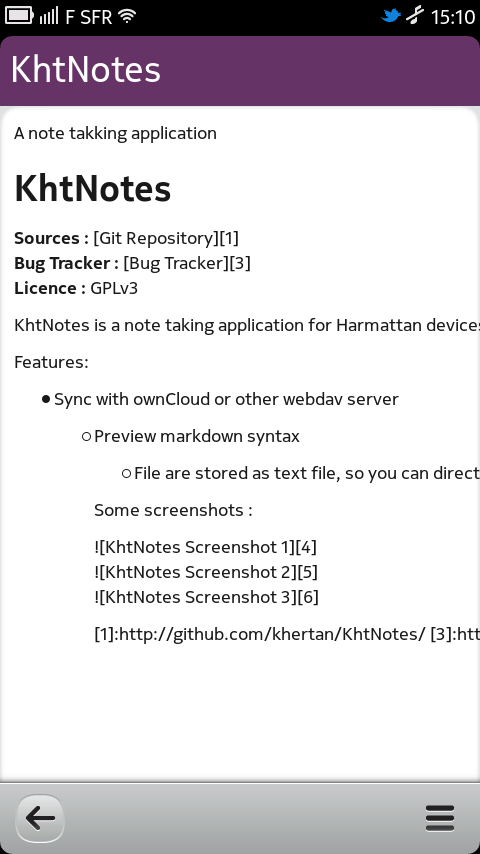 F SFR 15:10
KhtNotes
A note takking application
KhtNotes
Sources : [Git Repository][1]
Bug Tracker : [Bug Tracker][3]
Licence : GPLv3
KhtNotes is a note taking application for Harmattan devices
Features:
Sync with ownCloud or other webdav server
Preview markdown syntax
File are stored as text file, so you can direct
Some screenshots :
![KhtNotes Screenshot 1][4]
![KhtNotes Screenshot 2][5]
![KhtNotes Screenshot 3][6]
[1]:http://github.com/khertan/KhtNotes/ [3]:htt